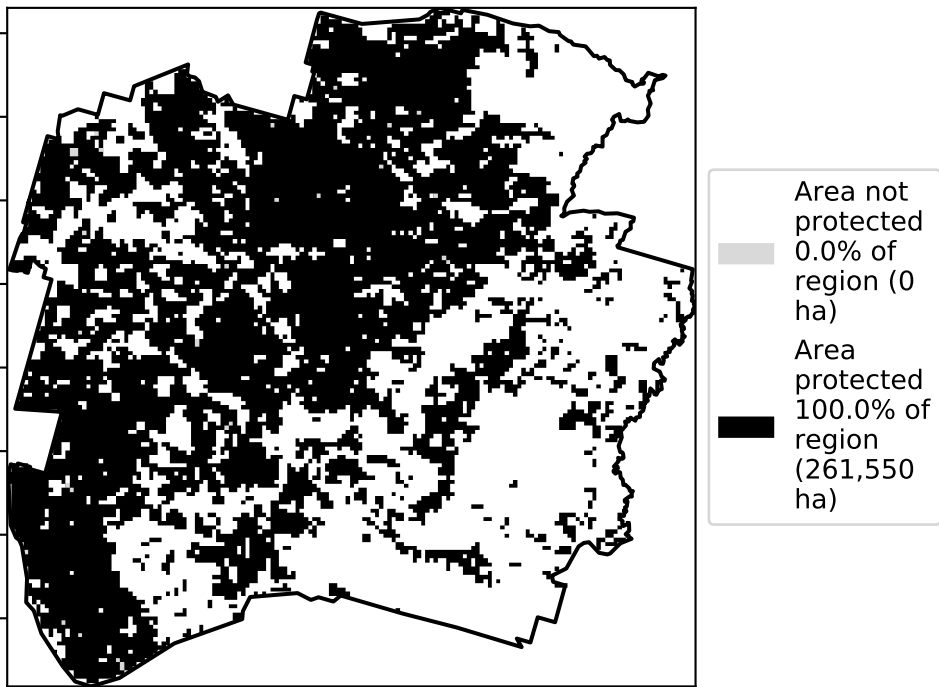 Area not
protected
0.0% of
region (0
ha)
Area
protected
100.0% of
region
(261,550
ha)